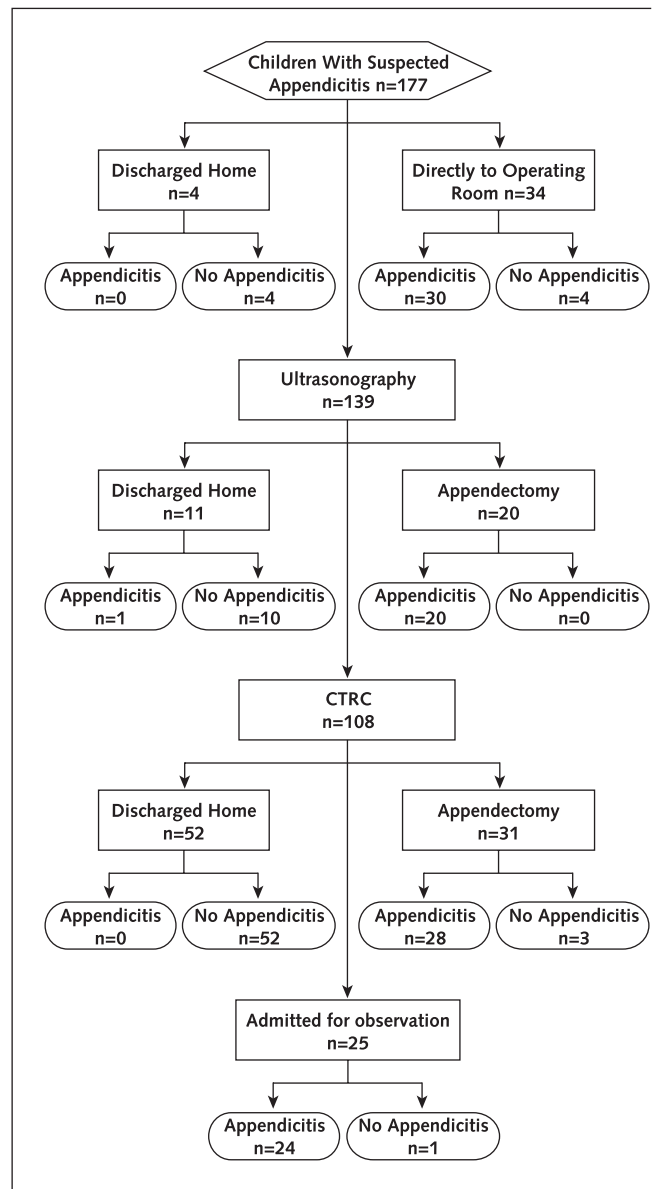 Children With Suspected
Appendicitis n=177
Discharged Home
n=4
Directly to Operating
Room n=34
Appendicitis
n=0
No Appendicitis
n=4
Appendicitis
n=30
No Appendicitis
n=4
Ultrasonography
n=139
Discharged Home
n=11
Appendectomy
n=20
Appendicitis
n=1
No Appendicitis
n=10
Appendicitis
n=20
No Appendicitis
n=0
CTRC
n=108
Discharged Home
n=52
Appendectomy
n=31
Appendicitis
n=0
No Appendicitis
n=52
Appendicitis
n=28
No Appendicitis
n=3
Admitted for observation
n=25
Appendicitis
n=24
No Appendicitis
n=1